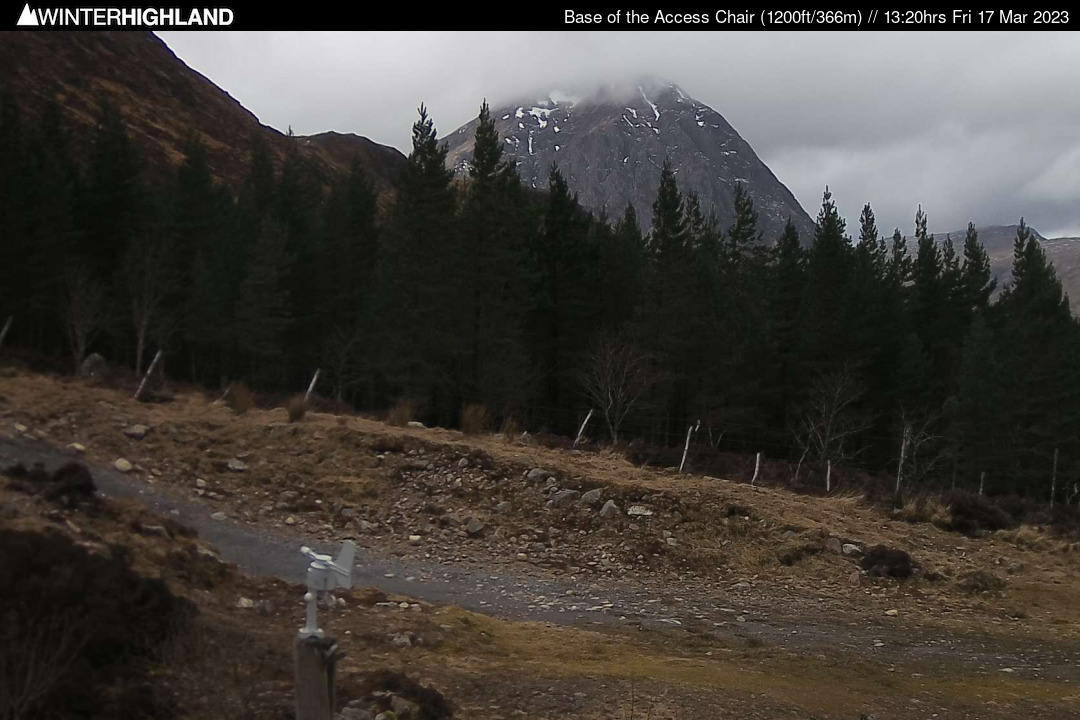 WINTERHIGHLAND
Base of the Access Chair (1200ft/366m) // 13:20hrs Fri 17 Mar 2023